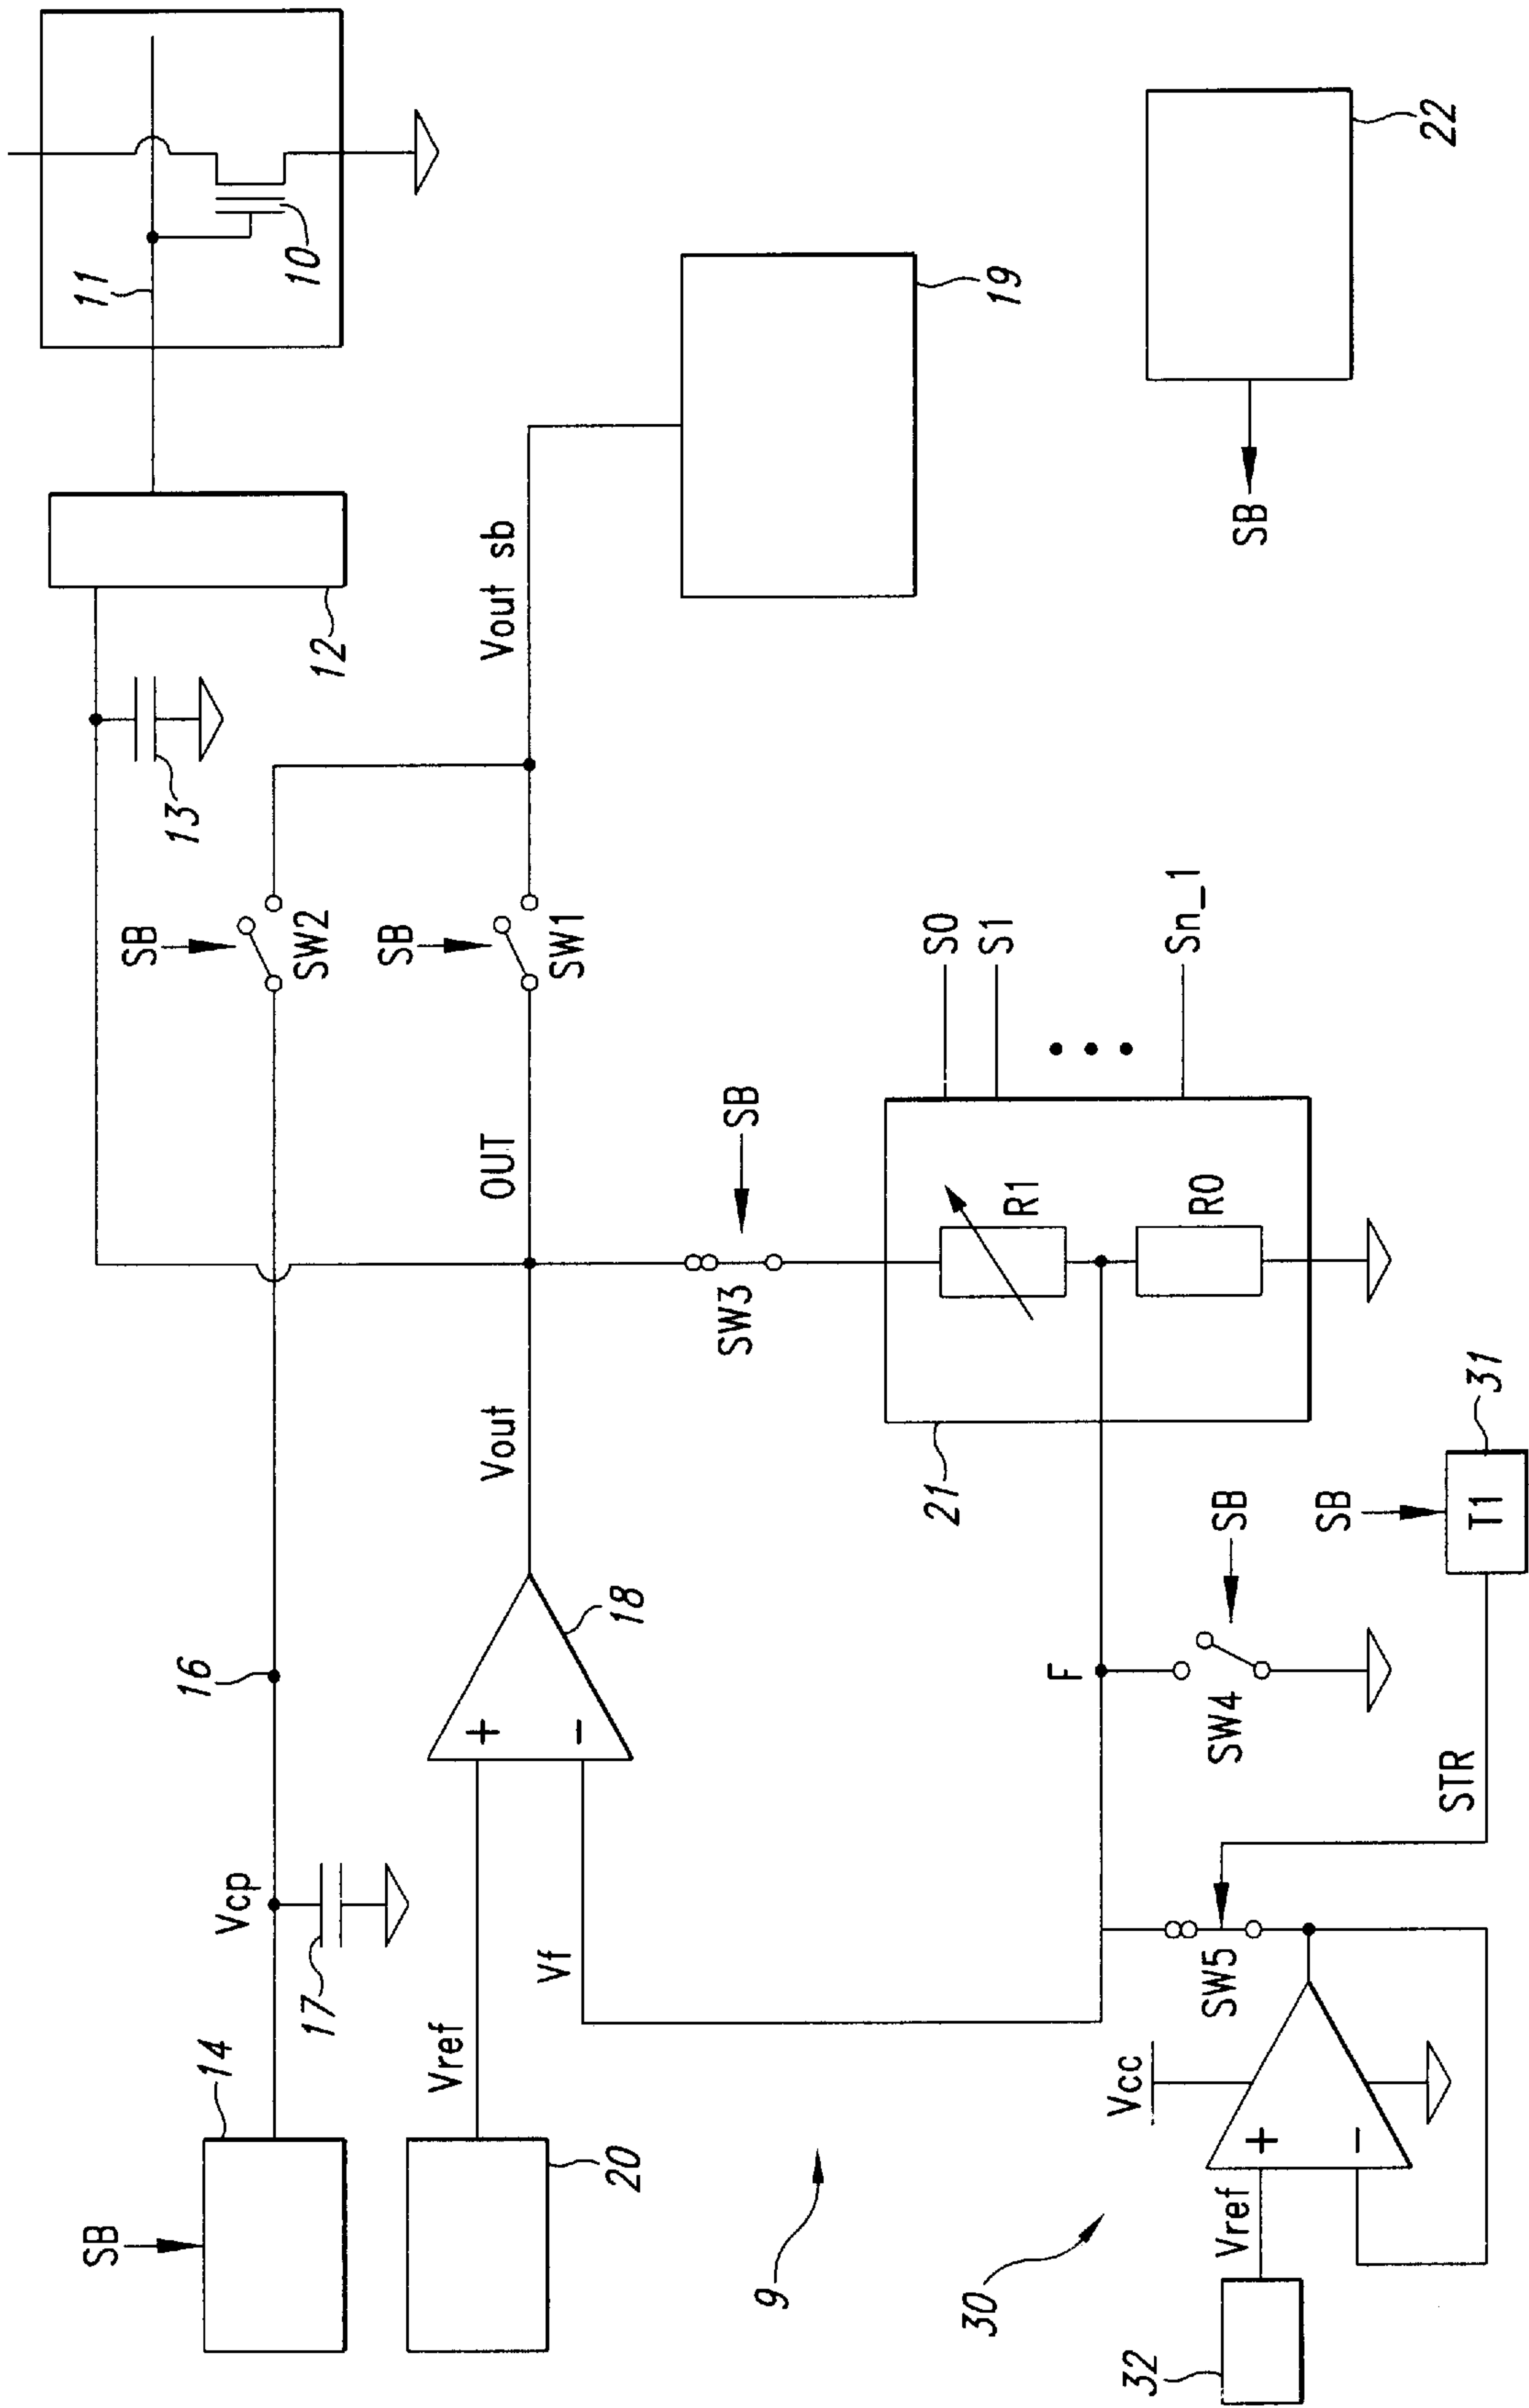 SB
14
Vcp
17
16
SB
SW2
13
12
11
10
20
Vref
Vf
+
−
18
Vout
OUT
SB
SW1
Vout sb
19
9
SW3
SB
21
R1
R0
S0
S1
Sn_1
22
SB
F
SW4
SB
SB
T1
31
STR
SW5
30
32
Vref
Vcc
+
−